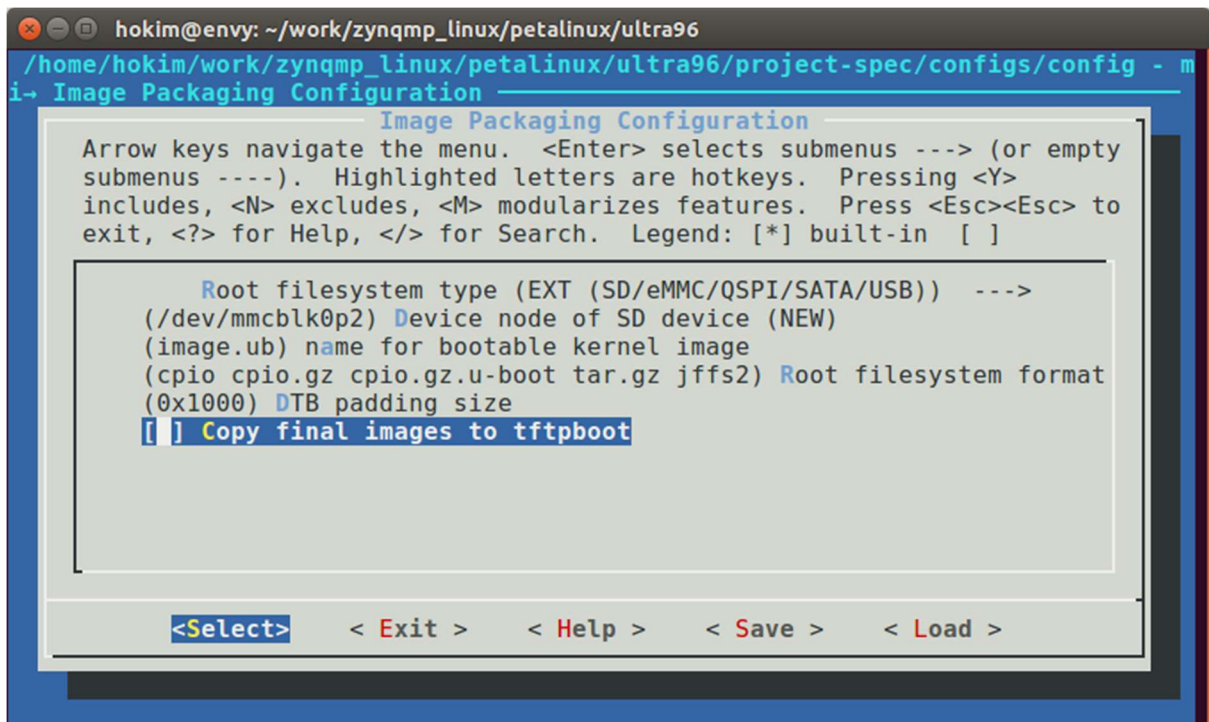 hokim@envy: ~/work/zynqmp_linux/petalinux/ultra96
/home/hokim/work/zynqmp_linux/petalinux/ultra96/project-spec/configs/config - m
i→ Image Packaging Configuration
Image Packaging Configuration
Arrow keys navigate the menu.  <Enter> selects submenus ---> (or empty
submenus ----).  Highlighted letters are hotkeys.  Pressing <Y>
includes, <N> excludes, <M> modularizes features.  Press <Esc><Esc> to
exit, <?> for Help, </> for Search.  Legend: [*] built-in  [ ]
Root filesystem type (EXT (SD/eMMC/QSPI/SATA/USB))  --->
(/dev/mmcblk0p2) Device node of SD device (NEW)
(image.ub) name for bootable kernel image
(cpio cpio.gz cpio.gz.u-boot tar.gz jffs2) Root filesystem format
(0x1000) DTB padding size
[ ] Copy final images to tftpboot
<Select>    < Exit >    < Help >    < Save >    < Load >